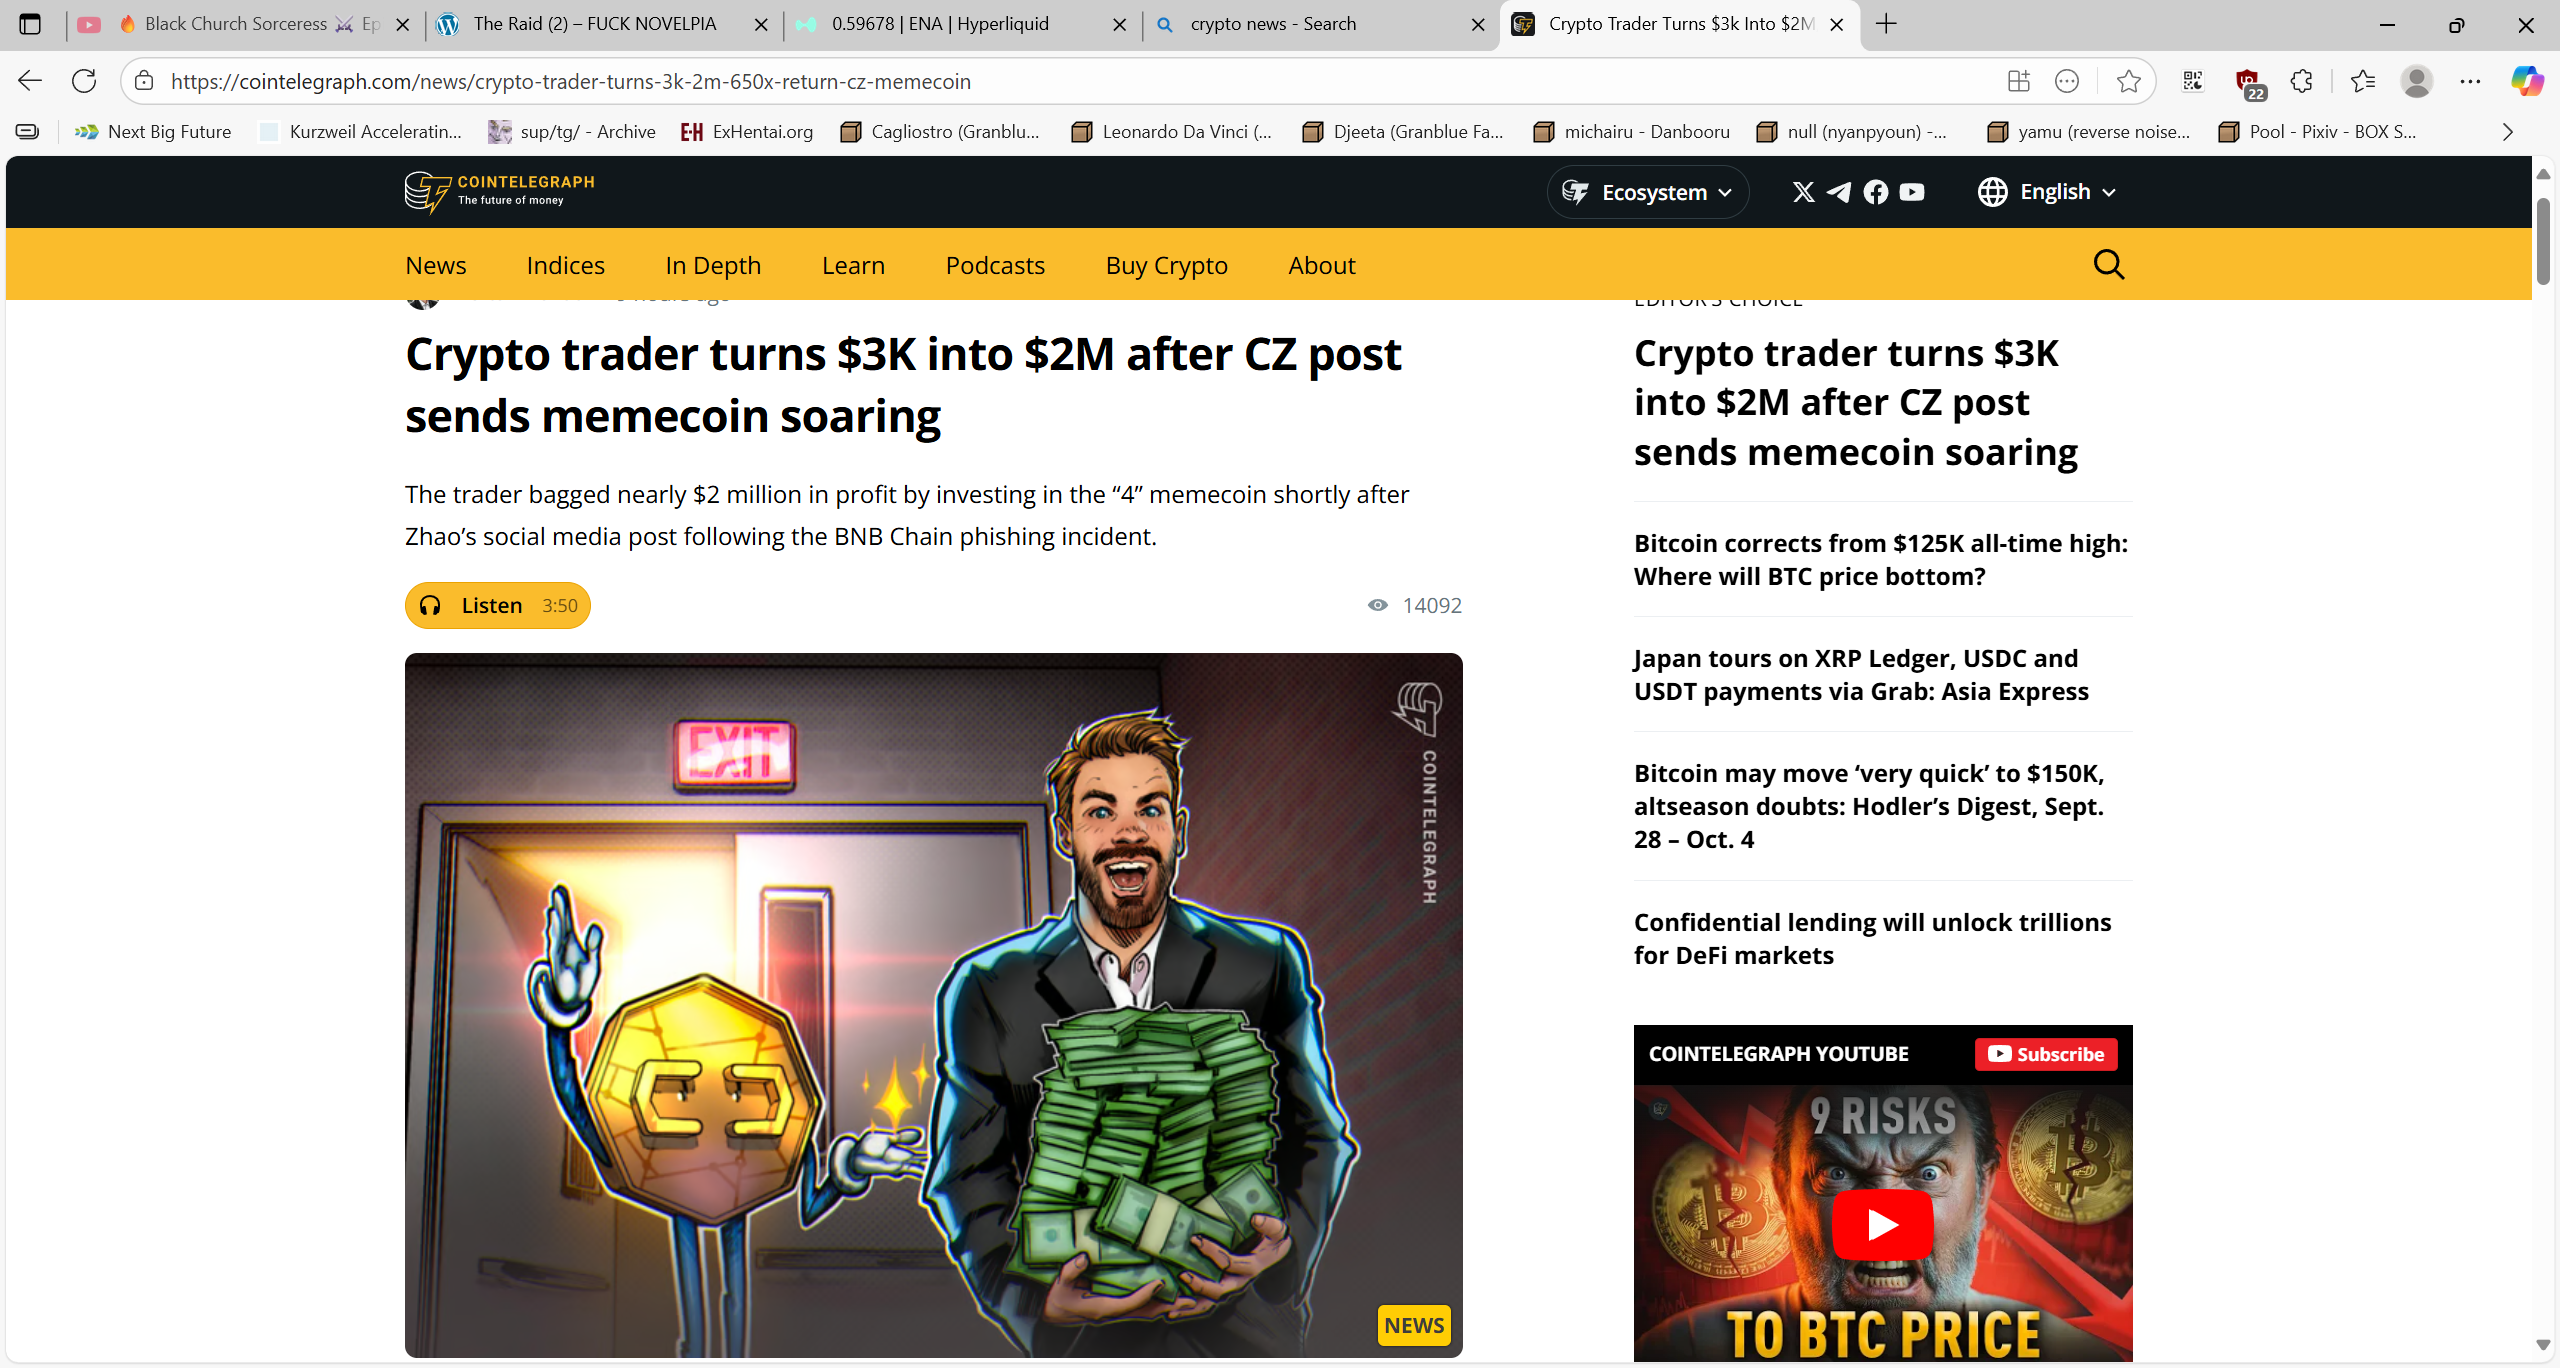 Black Church Sorceress ⚔ Ep
The Raid (2) – FUCK NOVELPIA
0.59678 | ENA | Hyperliquid
crypto news - Search
Crypto Trader Turns $3k Into $2M
https://cointelegraph.com/news/crypto-trader-turns-3k-2m-650x-return-cz-memecoin
22
Next Big Future
Kurzweil Acceleratin...
sup/tg/ - Archive
E-H ExHentai.org
Cagliostro (Granblu...
Leonardo Da Vinci (...
Djeeta (Granblue Fa...
michairu - Danbooru
null (nyanpyoun) -...
yamu (reverse noise...
Pool - Pixiv - BOX S...
COINTELEGRAPH
The future of money
Ecosystem
English
News
Indices
In Depth
Learn
Podcasts
Buy Crypto
About
Crypto trader turns $3K into $2M after CZ post
sends memecoin soaring
The trader bagged nearly $2 million in profit by investing in the “4” memecoin shortly after
Zhao’s social media post following the BNB Chain phishing incident.
Listen 3:50
14092
EXIT
COINTELEGRAPH
NEWS
EDITOR’S CHOICE
Crypto trader turns $3K
into $2M after CZ post
sends memecoin soaring
Bitcoin corrects from $125K all-time high:
Where will BTC price bottom?
Japan tours on XRP Ledger, USDC and
USDT payments via Grab: Asia Express
Bitcoin may move ‘very quick’ to $150K,
altseason doubts: Hodler’s Digest, Sept.
28 – Oct. 4
Confidential lending will unlock trillions
for DeFi markets
COINTELEGRAPH YOUTUBE
Subscribe
9 RISKS
TO BTC PRICE